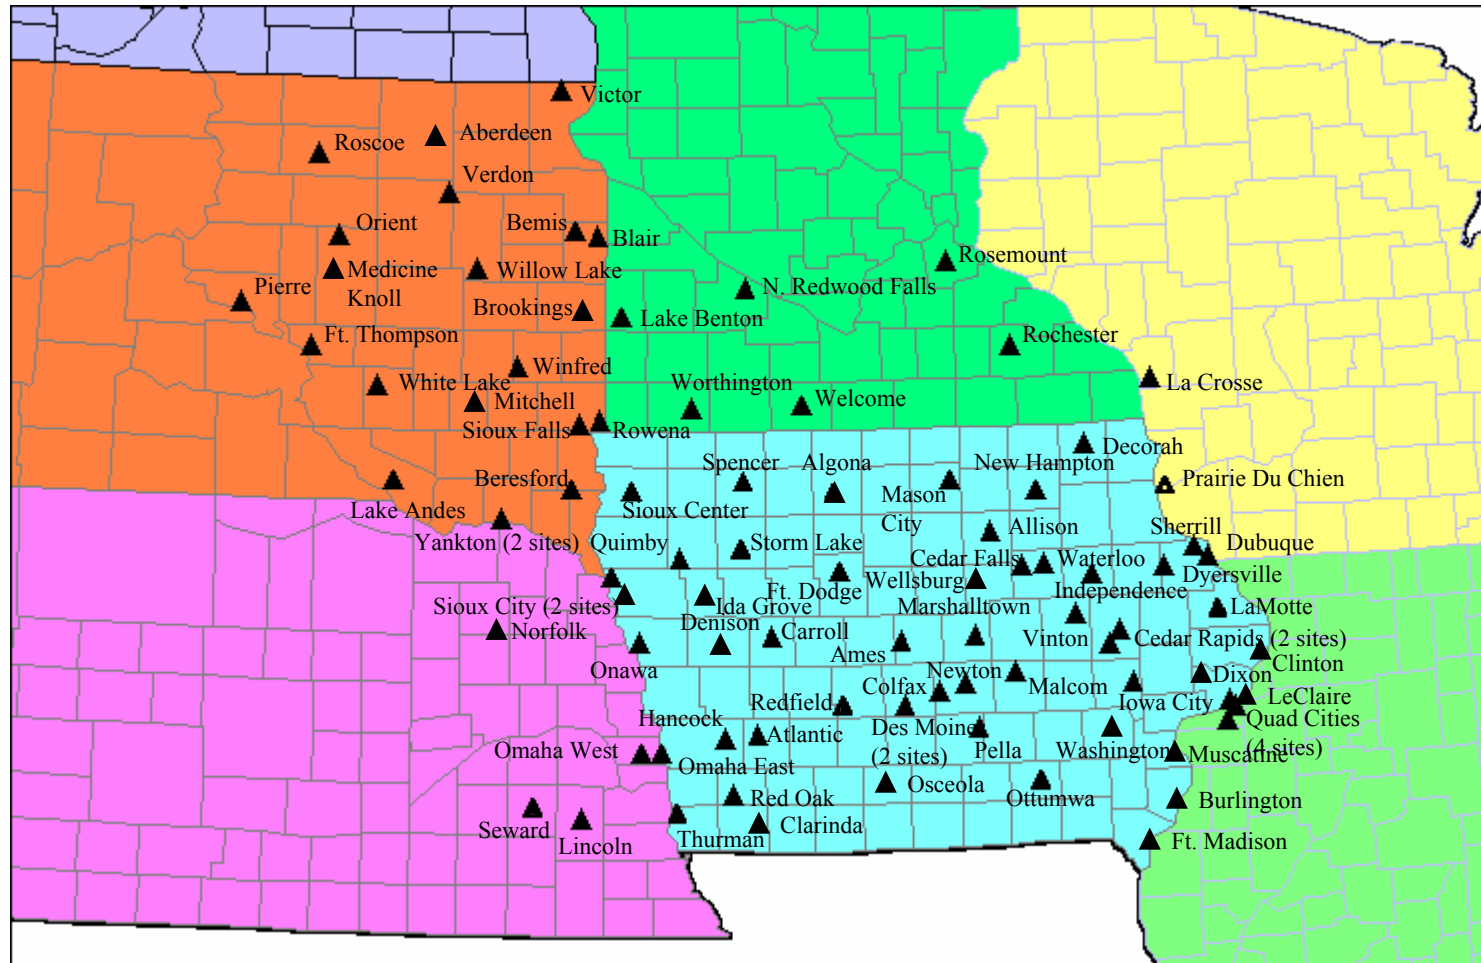 Victor
Aberdeen
Roscoe
Verdon
Orient
Bemis
Blair
Rosemount
Medicine
Knoll
Willow Lake
Pierre
N. Redwood Falls
Brookings
Lake Benton
Ft. Thompson
Rochester
Winfred
White Lake
Worthington
La Crosse
Mitchell
Welcome
Sioux Falls
Rowena
Decorah
Spencer
Algona
New Hampton
Beresford
Prairie Du Chien
Mason
City
Lake Andes
Sioux Center
Allison
Sherrill
Yankton (2 sites)
Quimby
Storm Lake
Dubuque
Cedar Falls
Waterloo
Wellsburg
Dyersville
Ft. Dodge
Independence
Sioux City (2 sites)
Ida Grove
Marshalltown
LaMotte
Denison
Norfolk
Carroll
Vinton
Cedar Rapids (2 sites)
Ames
Onawa
Clinton
Newton
Dixon
Colfax
Malcom
Redfield
Iowa City
LeClaire
Hancock
Quad Cities
(4 sites)
Atlantic
Des Moines
(2 sites)
Pella
Washington
Omaha West
Omaha East
Muscatine
Osceola
Ottumwa
Red Oak
Burlington
Seward
Clarinda
Thurman
Lincoln
Ft. Madison